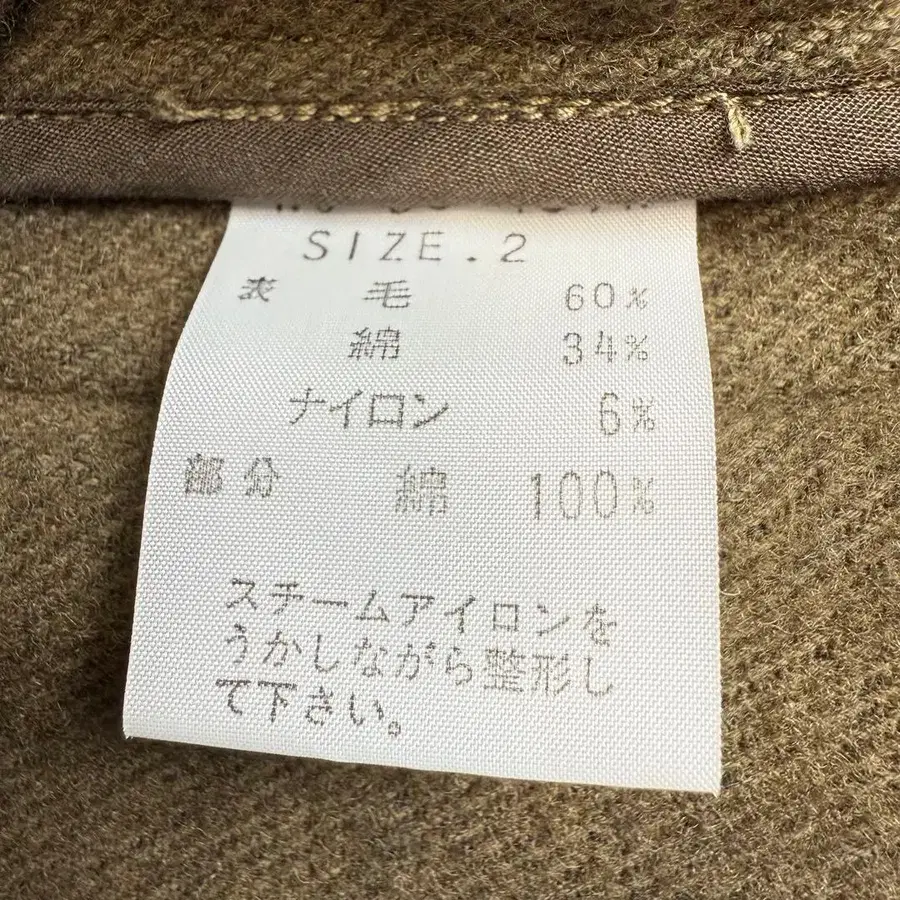 SIZE.2
表 毛 60%
綿 34%
ナイロン 6%
部分 綿 100%
スチームアイロンを
うかしながら整形し
て下さい。